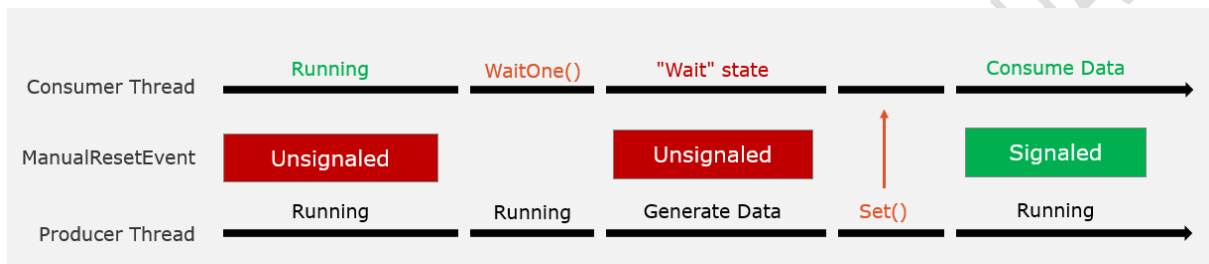 Running WaitOne() "Wait" state Consume Data
Consumer Thread
ManualResetEvent Unsignaled Unsignaled Signaled
Running Running Generate Data Set() Running
Producer Thread